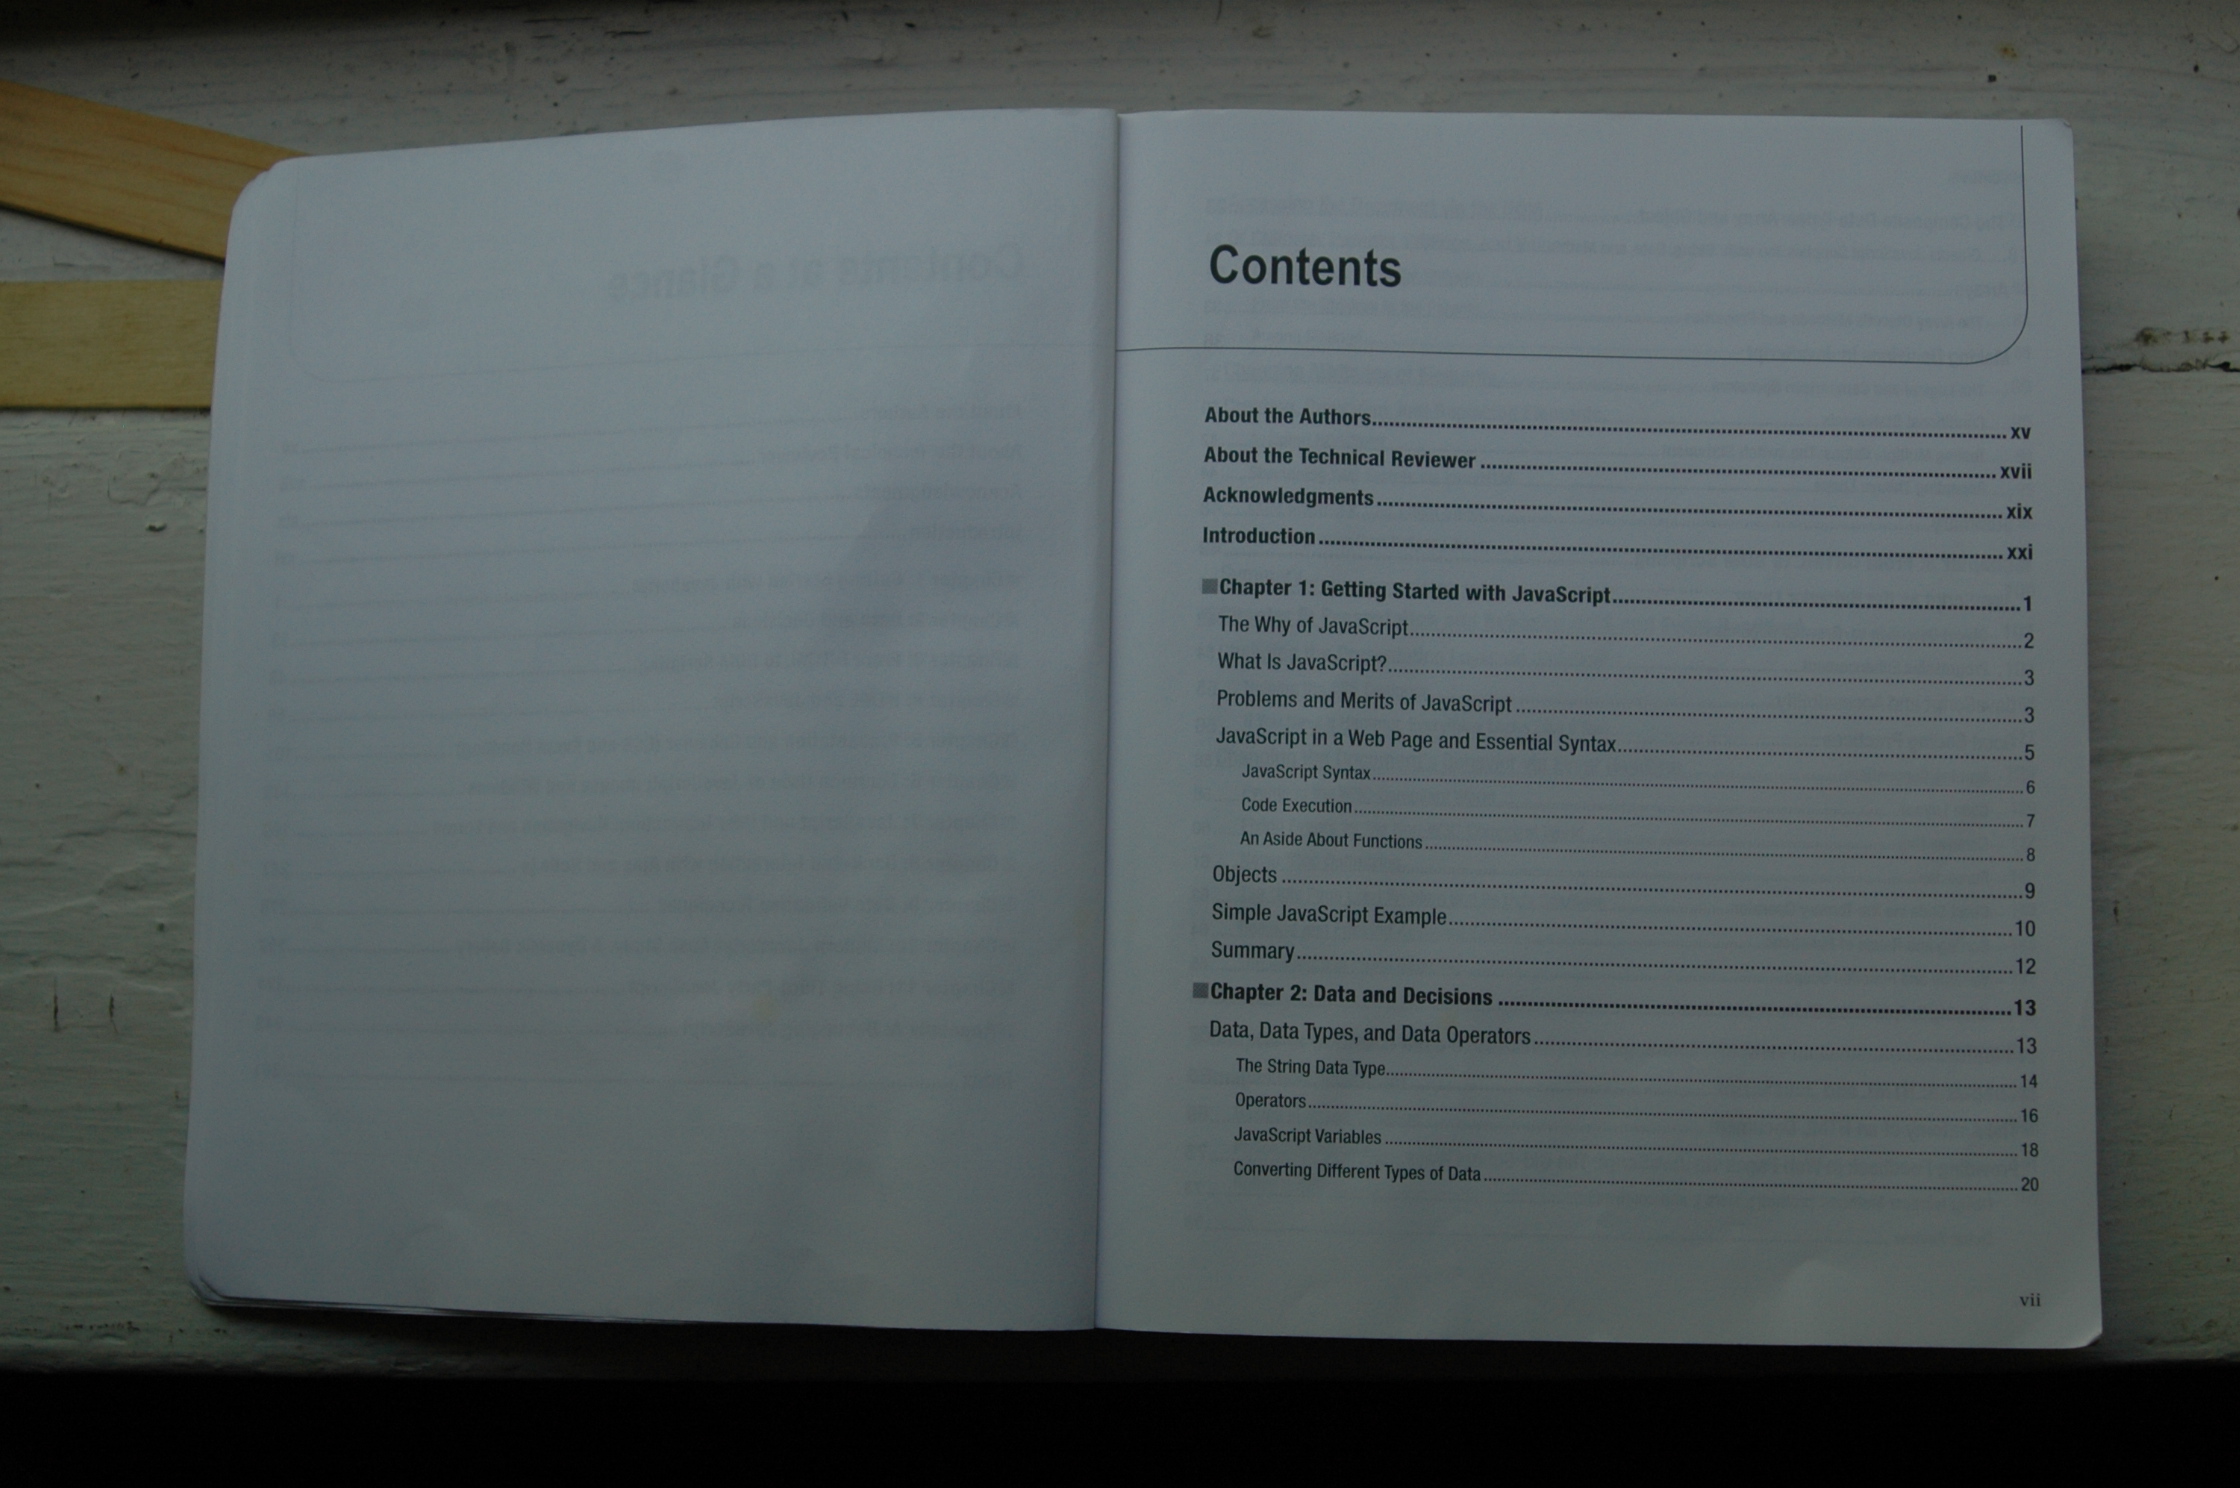 Contents
About the Authors....................xv
About the Technical Reviewer....................xvii
Acknowledgments....................xix
Introduction....................xxi
■Chapter 1: Getting Started with JavaScript....................1
The Why of JavaScript....................2
What Is JavaScript?....................3
Problems and Merits of JavaScript....................3
JavaScript in a Web Page and Essential Syntax....................5
JavaScript Syntax....................6
Code Execution....................7
An Aside About Functions....................8
Objects....................9
Simple JavaScript Example....................10
Summary....................12
■Chapter 2: Data and Decisions....................13
Data, Data Types, and Data Operators....................13
The String Data Type....................14
Operators....................16
JavaScript Variables....................18
Converting Different Types of Data....................20
vii